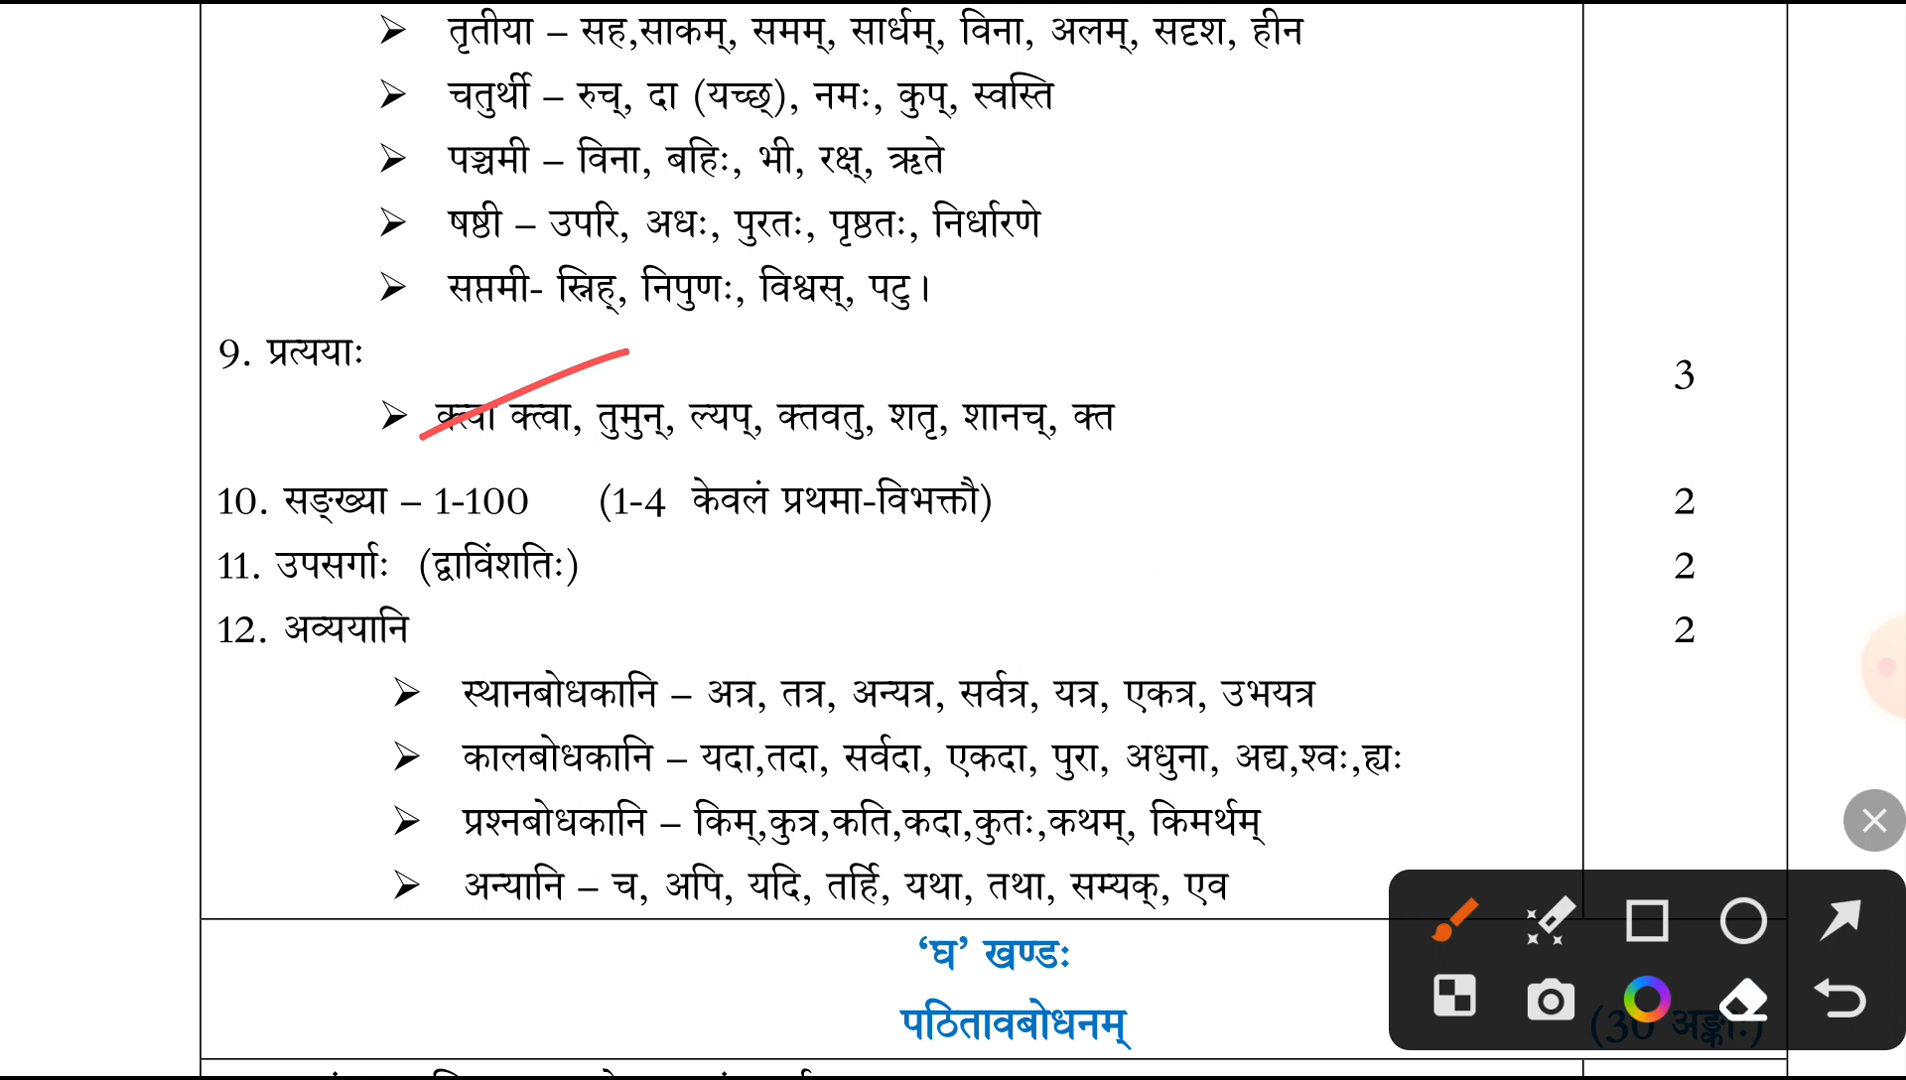 तृतीया – सह,साकम्, समम्, सार्धम्, विना, अलम्, सदृश, हीन
चतुर्थी – रुच्, दा (यच्छ्), नमः, कुप्, स्वस्ति
पञ्चमी – विना, बहिः, भी, रक्ष्, ऋते
षष्ठी – उपरि, अधः, पुरतः, पृष्ठतः, निर्धारणे
सप्तमी- स्निह्, निपुणः, विश्वस्, पटु।
9. प्रत्ययाः 3
क्त्वा क्त्वा, तुमुन्, ल्यप्, क्तवतु, शतृ, शानच्, क्त
10. सङ्ख्या – 1-100 (1-4 केवलं प्रथमा-विभक्तौ) 2
11. उपसर्गाः (द्वाविंशतिः) 2
12. अव्ययानि 2
स्थानबोधकानि – अत्र, तत्र, अन्यत्र, सर्वत्र, यत्र, एकत्र, उभयत्र
कालबोधकानि – यदा,तदा, सर्वदा, एकदा, पुरा, अधुना, अद्य,श्वः,ह्यः
प्रश्नबोधकानि – किम्,कुत्र,कति,कदा,कुतः,कथम्, किमर्थम्
अन्यानि – च, अपि, यदि, तर्हि, यथा, तथा, सम्यक्, एव
‘घ’ खण्डः
पठितावबोधनम् (30 अङ्काः)